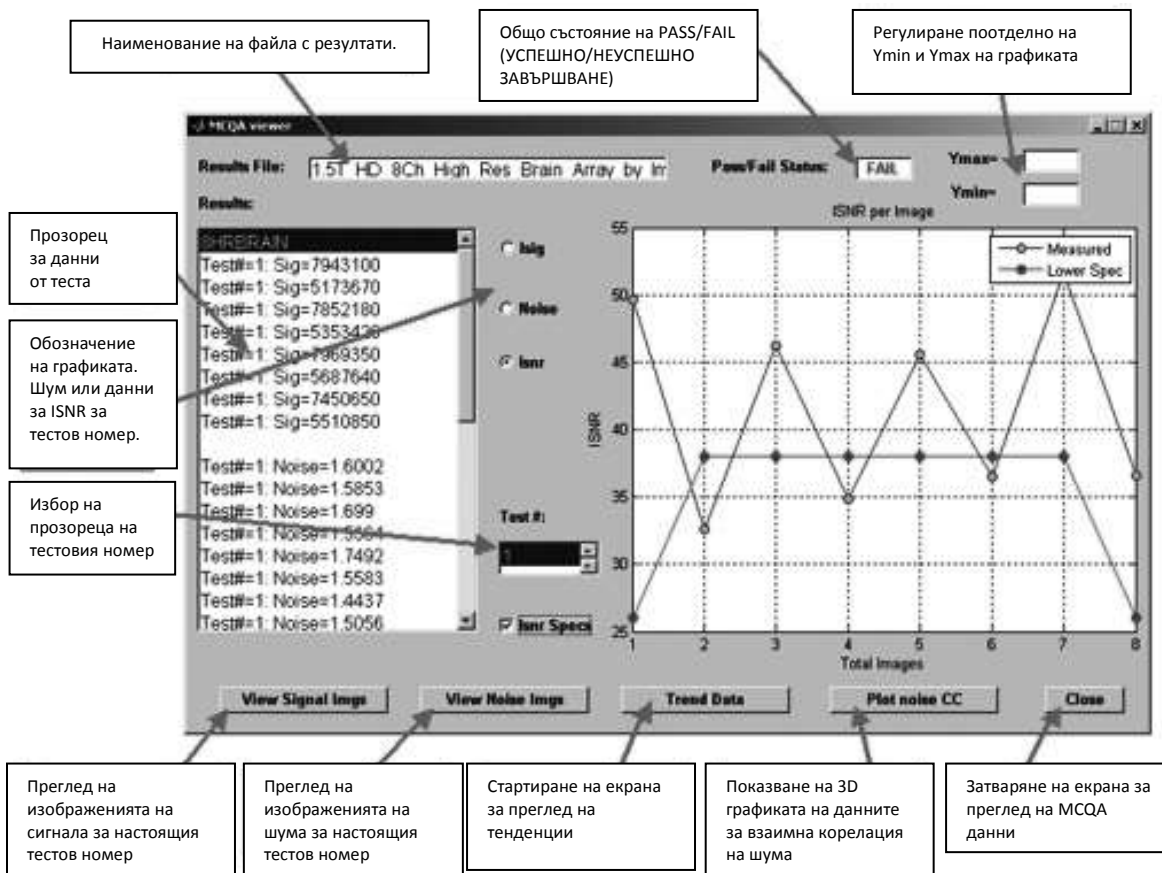 Наименование на файла с резултати.
Общо състояние на PASS/FAIL
(УСПЕШНО/НЕУСПЕШНО
ЗАВЪРШВАНЕ)
Регулиране поотделно на
Ymin и Ymax на графиката
MCQA viewer
Results File:
1.5T HD 8Ch High Res Brain Array by Im
Pass/Fail Status:
FAIL
Ymax=
Ymin=
Results:
8HRBRAIN
Test#=1: Sig=7943100
Test#=1: Sig=5173670
Test#=1: Sig=7852180
Test#=1: Sig=5353420
Test#=1: Sig=7969350
Test#=1: Sig=5687640
Test#=1: Sig=7450650
Test#=1: Sig=5510850
Test#=1: Noise=1.6002
Test#=1: Noise=1.5853
Test#=1: Noise=1.699
Test#=1:
Test#=1: Noise=1.7492
Test#=1: Noise=1.5583
Test#=1: Noise=1.4437
Test#=1: Noise=1.5056
Isig
Noise
Isnr
Test #:
1
Isnr Specs
ISNR per Image
Measured
Lower Spec
55
50
45
40
35
30
25
ISNR
1 2 3 4 5 6 7 8
Total Images
View Signal Imgs
View Noise Imgs
Trend Data
Plot noise CC
Close
Прозорец
за данни
от теста
Обозначение
на графиката.
Шум или данни
за ISNR за
тестов номер.
Избор на
прозореца на
тестовия номер
Преглед на
изображенията на
сигнала за настоящия
тестов номер
Преглед на
изображенията на
шума за настоящия
тестов номер
Стартиране на екрана
за преглед на
тенденции
Показване на 3D
графиката на данните
за взаимна корелация
на шума
Затваряне на екрана за
преглед на MCQA
данни